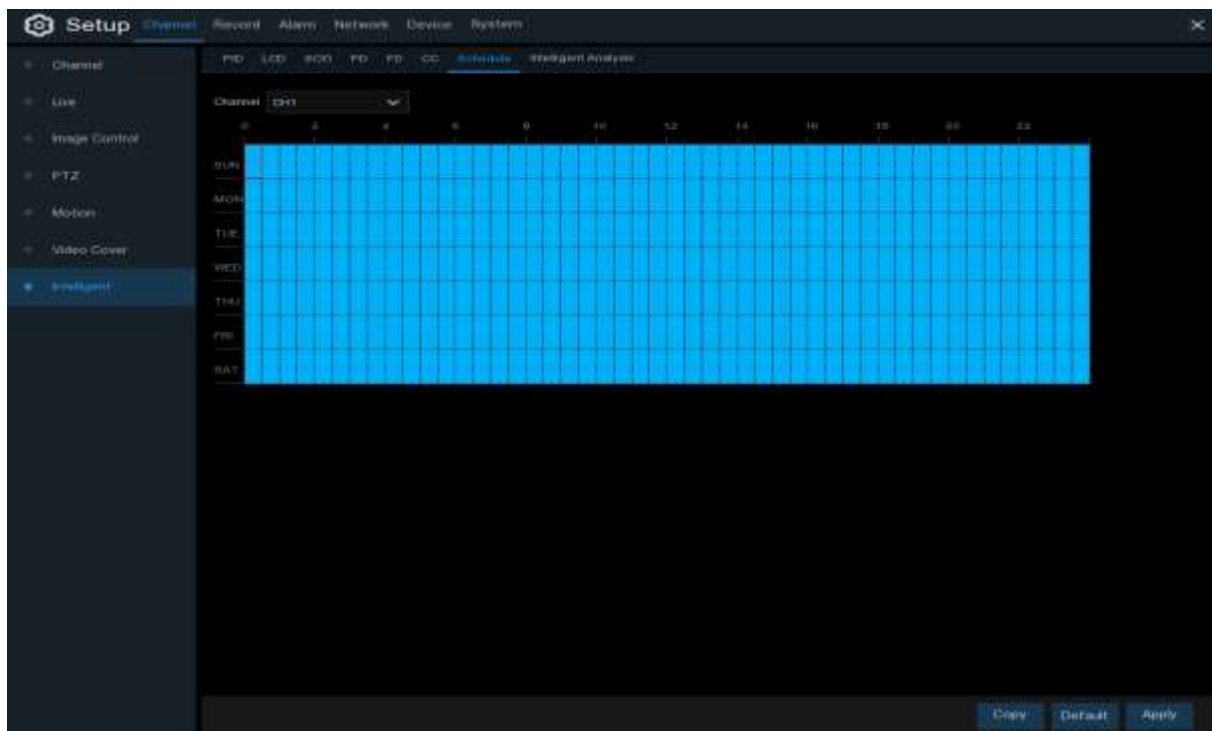 Setup Channel Record Alarm Network Device System
Channel
Live
Image Control
PTZ
Motion
Video Cover
Intelligent
PID LCD SOD PD FD CC Schedule Intelligent Analysis
Channel CH1
0 2 4 6 8 10 12 14 16 18 20 22
SUN
MON
TUE
WED
THU
FRI
SAT
Copy Default Apply